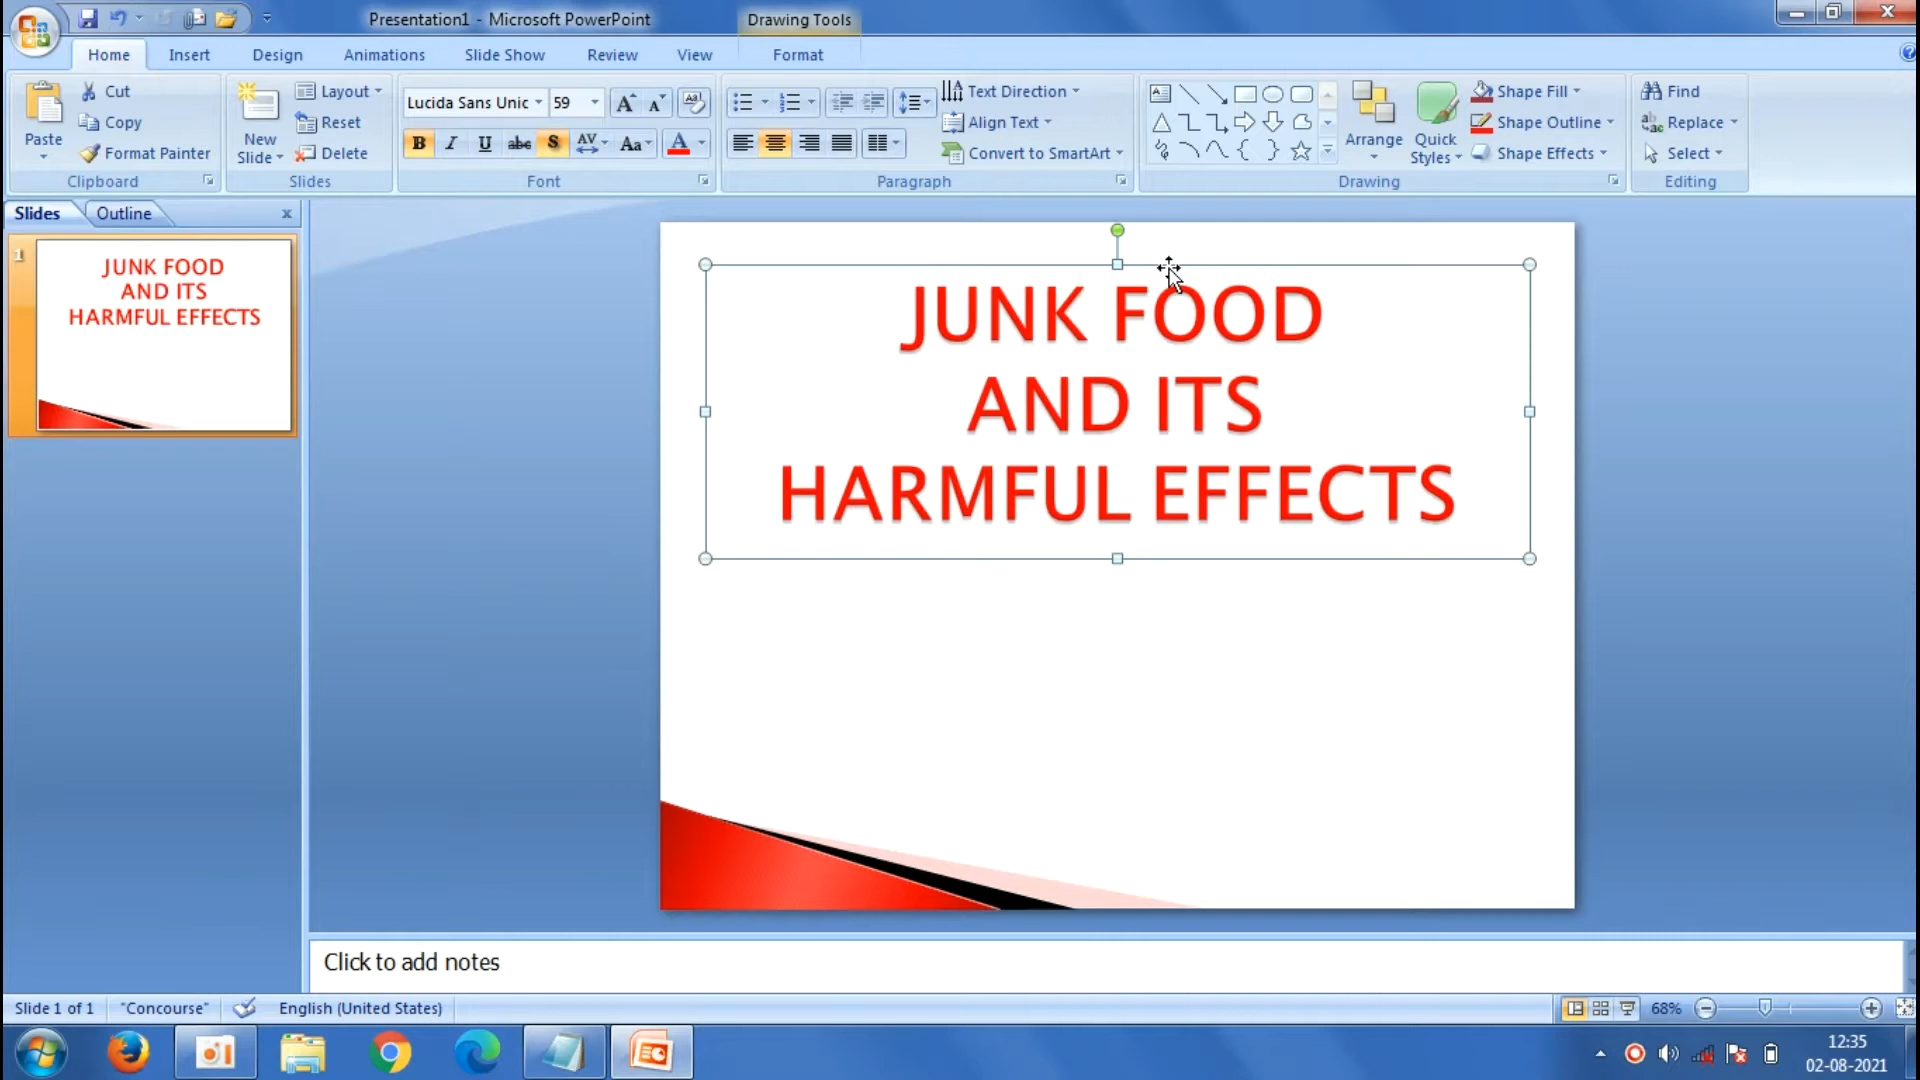 Presentation1 - Microsoft PowerPoint
Drawing Tools
Home Insert Design Animations Slide Show Review View Format
Paste
Cut
Copy
Format Painter
Clipboard
New Slide
Layout
Reset
Delete
Slides
Lucida Sans Unic 59
B I U abc S AV Aa A
Font
Text Direction
Align Text
Convert to SmartArt
Paragraph
Arrange
Quick Styles
Shape Fill
Shape Outline
Shape Effects
Drawing
Find
Replace
Select
Editing
Slides Outline
1
JUNK FOOD
AND ITS
HARMFUL EFFECTS
JUNK FOOD
AND ITS
HARMFUL EFFECTS
Click to add notes
Slide 1 of 1 "Concourse" English (United States) 68%
12:35
02-08-2021